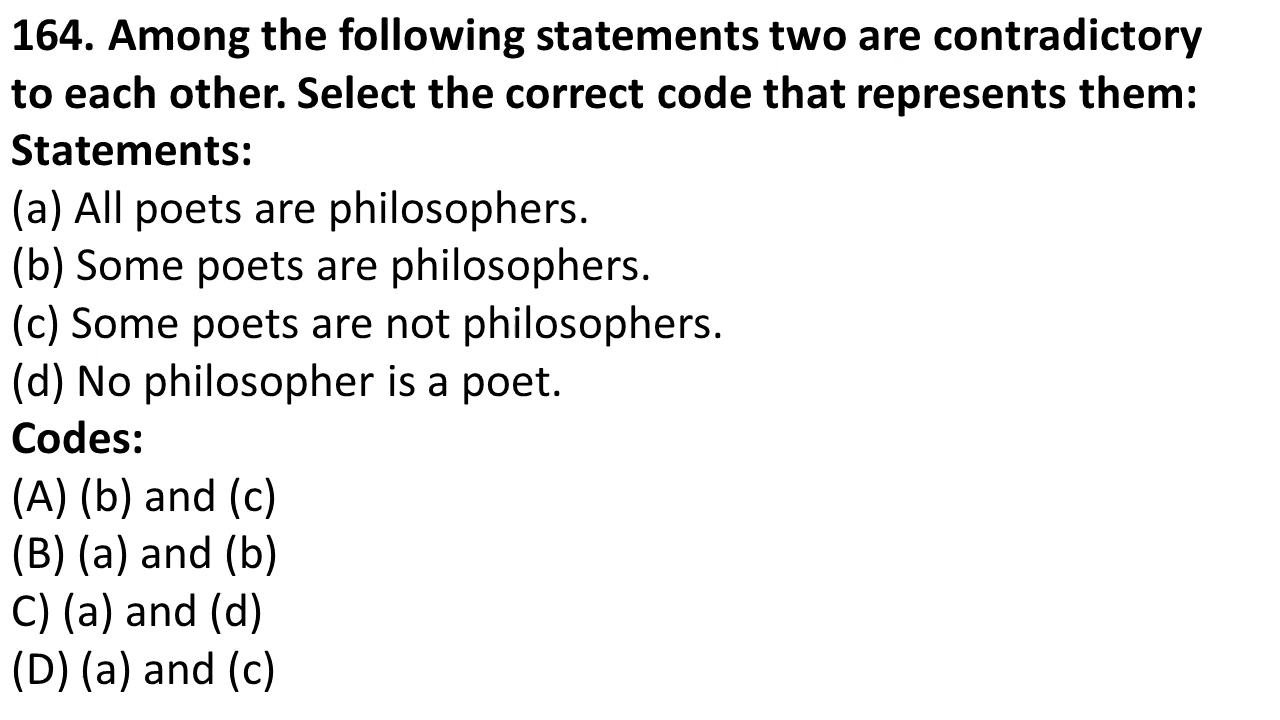 164. Among the following statements two are contradictory
to each other. Select the correct code that represents them:
Statements:
(a) All poets are philosophers.
(b) Some poets are philosophers.
(c) Some poets are not philosophers.
(d) No philosopher is a poet.
Codes:
(A) (b) and (c)
(B) (a) and (b)
C) (a) and (d)
(D) (a) and (c)